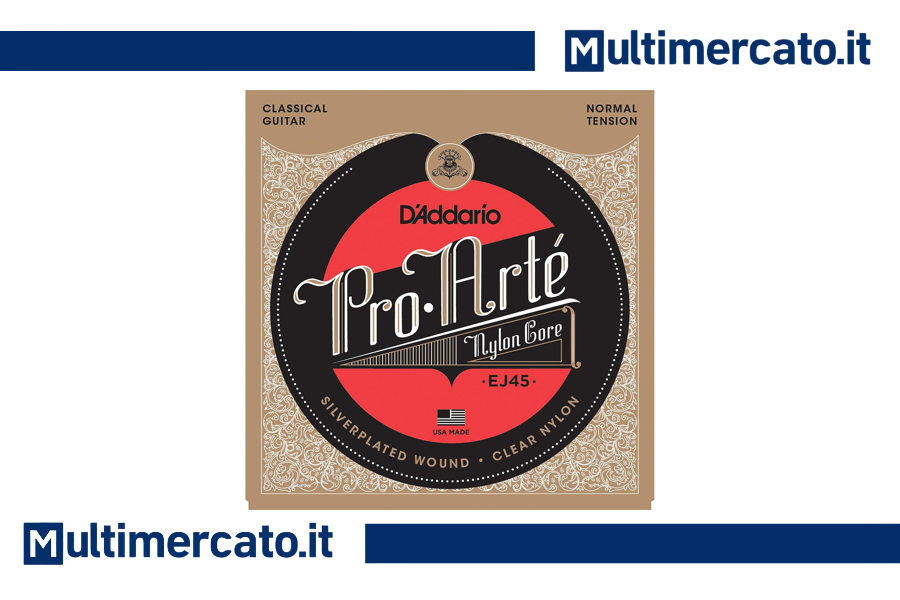 Multimercato.it
CLASSICAL
GUITAR
NORMAL
TENSION
D'Addario
Pro·Arté
Nylon Core
·EJ45·
USA MADE
SILVERPLATED WOUND • CLEAR NYLON
Multimercato.it